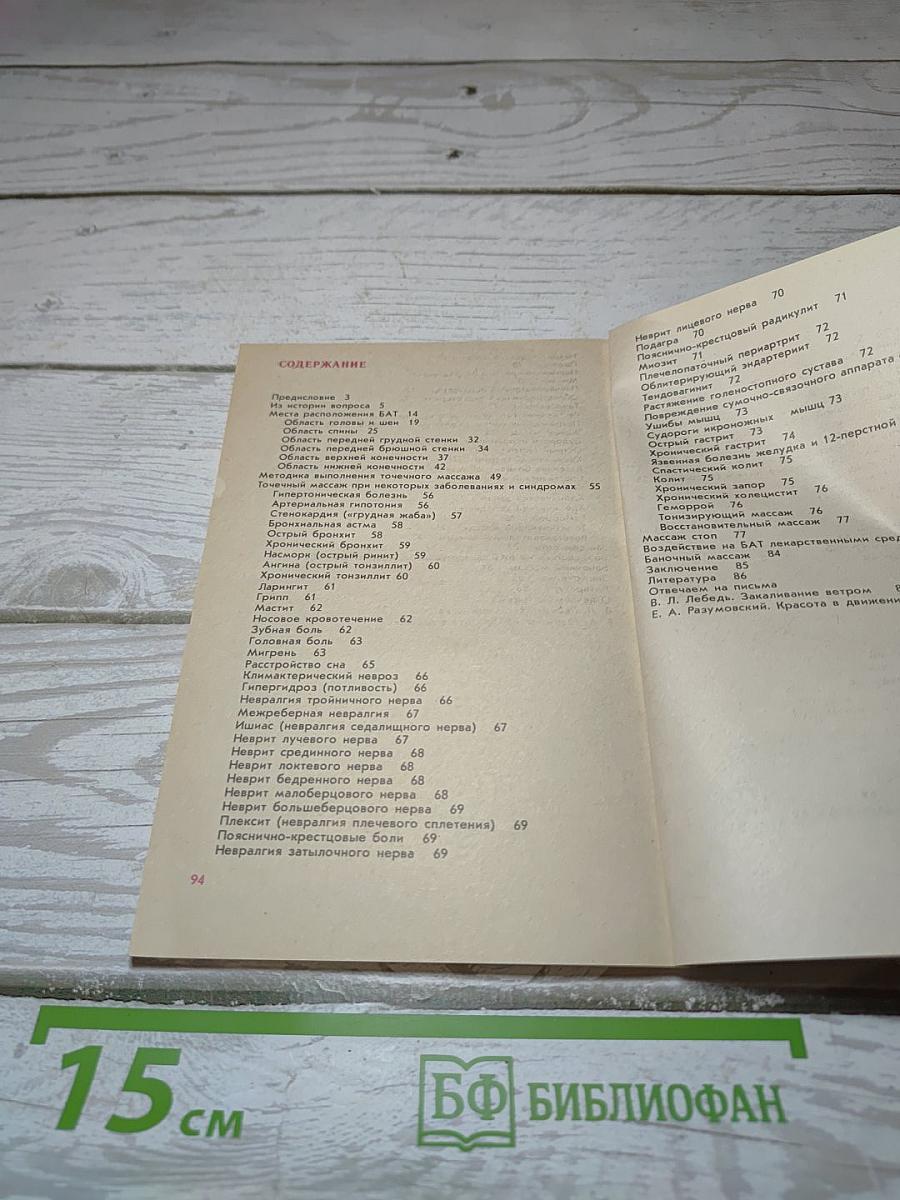 СОДЕРЖАНИЕ
Предисловие 3
Из истории вопроса 5
Места расположения БАТ 14
Область головы и шеи 19
Область спины 25
Область передней грудной стенки 32
Область передней брюшной стенки 34
Область верхней конечности 37
Область нижней конечности 42
Методика выполнения точечного массажа 49
Точечный массаж при некоторых заболеваниях и синдромах 55
Гипертоническая болезнь 56
Артериальная гипотония 56
Стенокардия («грудная жаба») 57
Бронхиальная астма 58
Острый бронхит 58
Хронический бронхит 59
Насморк (острый ринит) 59
Ангина (острый тонзиллит) 60
Хронический тонзиллит 60
Ларингит 61
Грипп 61
Мастит 62
Носовое кровотечение 62
Зубная боль 62
Головная боль 63
Мигрень 63
Расстройство сна 65
Климактерический невроз 66
Гипергидроз (потливость) 66
Невралгия тройничного нерва 66
Межреберная невралгия 67
Ишиас (невралгия седалищного нерва) 67
Неврит лучевого нерва 67
Неврит срединного нерва 68
Неврит локтевого нерва 68
Неврит бедренного нерва 68
Неврит малоберцового нерва 68
Неврит большеберцового нерва 69
Плексит (невралгия плечевого сплетения) 69
Пояснично-крестцовые боли 69
Невралгия затылочного нерва 69
94
Неврит лицевого нерва 70
Подагра 70
Пояснично-крестцовый радикулит 71
Миозит 71
Плечелопаточный периартрит 72
Облитерирующий эндартериит 72
Тендовагинит 72
Растяжение голеностопного сустава 72
Повреждение сумочно-связочного аппарата
Ушибы мышц 73
Судороги икроножных мышц 73
Острый гастрит 73
Хронический гастрит 74
Язвенная болезнь желудка и 12-перстной
Спастический колит 75
Колит 75
Хронический запор 75
Хронический холецистит 76
Геморрой 76
Тонизирующий массаж 76
Восстановительный массаж 77
Массаж стоп 77
Воздействие на БАТ лекарственными сред
Баночный массаж 84
Заключение 85
Литература 86
Отвечаем на письма
В. Л. Лебедь. Закаливание ветром
Е. А. Разумовский. Красота в движени
15 см
БФ БИБЛИОФАН